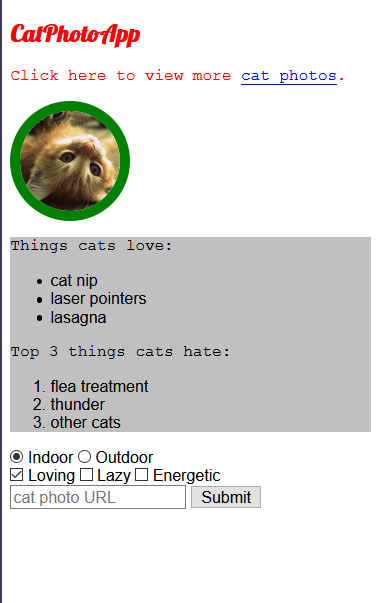 CatPhotoApp
Click here to view more cat photos.
Things cats love:
cat nip
laser pointers
lasagna
Top 3 things cats hate:
1. flea treatment
2. thunder
3. other cats
Indoor Outdoor
Loving Lazy Energetic
cat photo URL Submit